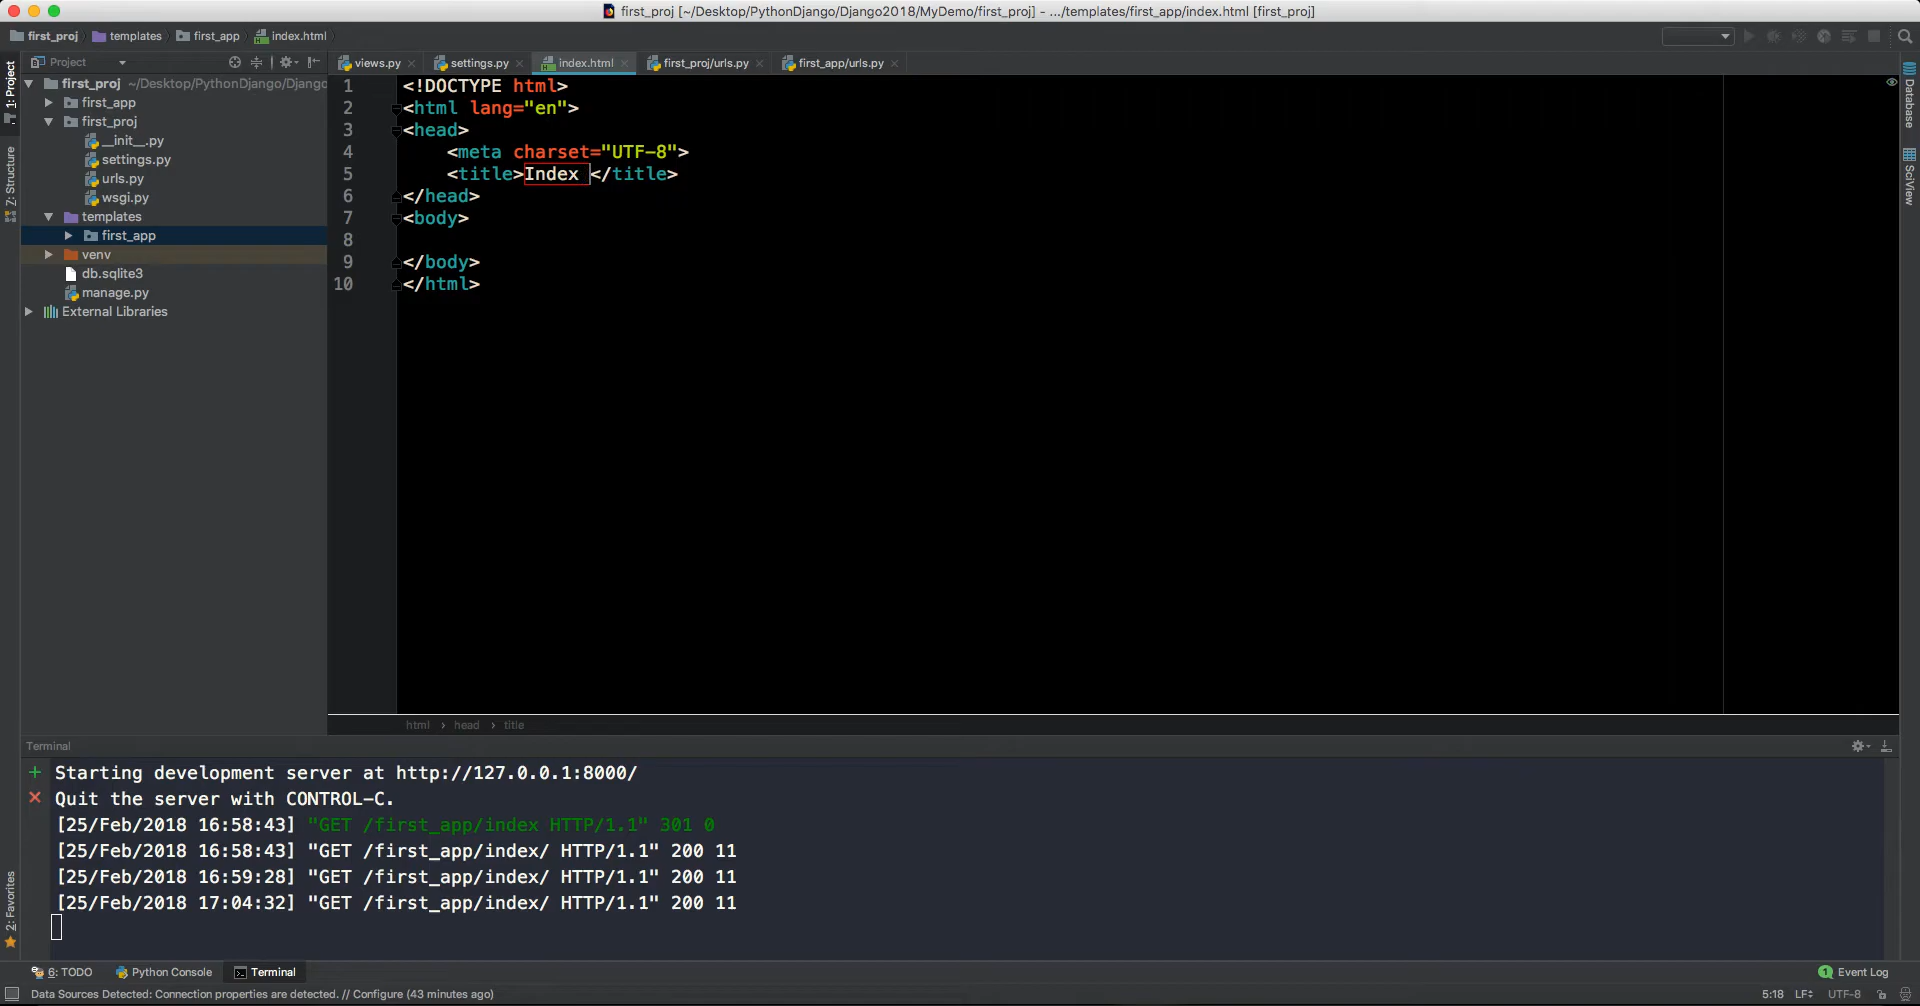 first_proj [~/Desktop/PythonDjango/Django2018/MyDemo/first_proj] - .../templates/first_app/index.html [first_proj]
first_proj templates first_app index.html
1: Project
Z: Structure
2: Favorites
Project
first_proj ~/Desktop/PythonDjango/Django
first_app
first_proj
__init__.py
settings.py
urls.py
wsgi.py
templates
first_app
venv
db.sqlite3
manage.py
External Libraries
views.py settings.py index.html first_proj/urls.py first_app/urls.py
1 <!DOCTYPE html>
2 <html lang="en">
3 <head>
4 <meta charset="UTF-8">
5 <title>Index </title>
6 </head>
7 <body>
8
9 </body>
10 </html>
html › head › title
Database
SciView
Terminal
Starting development server at http://127.0.0.1:8000/
Quit the server with CONTROL-C.
[25/Feb/2018 16:58:43] "GET /first_app/index HTTP/1.1" 301 0
[25/Feb/2018 16:58:43] "GET /first_app/index/ HTTP/1.1" 200 11
[25/Feb/2018 16:59:28] "GET /first_app/index/ HTTP/1.1" 200 11
[25/Feb/2018 17:04:32] "GET /first_app/index/ HTTP/1.1" 200 11
6: TODO Python Console Terminal 1 Event Log
Data Sources Detected: Connection properties are detected. // Configure (43 minutes ago) 5:18 LF÷ UTF-8